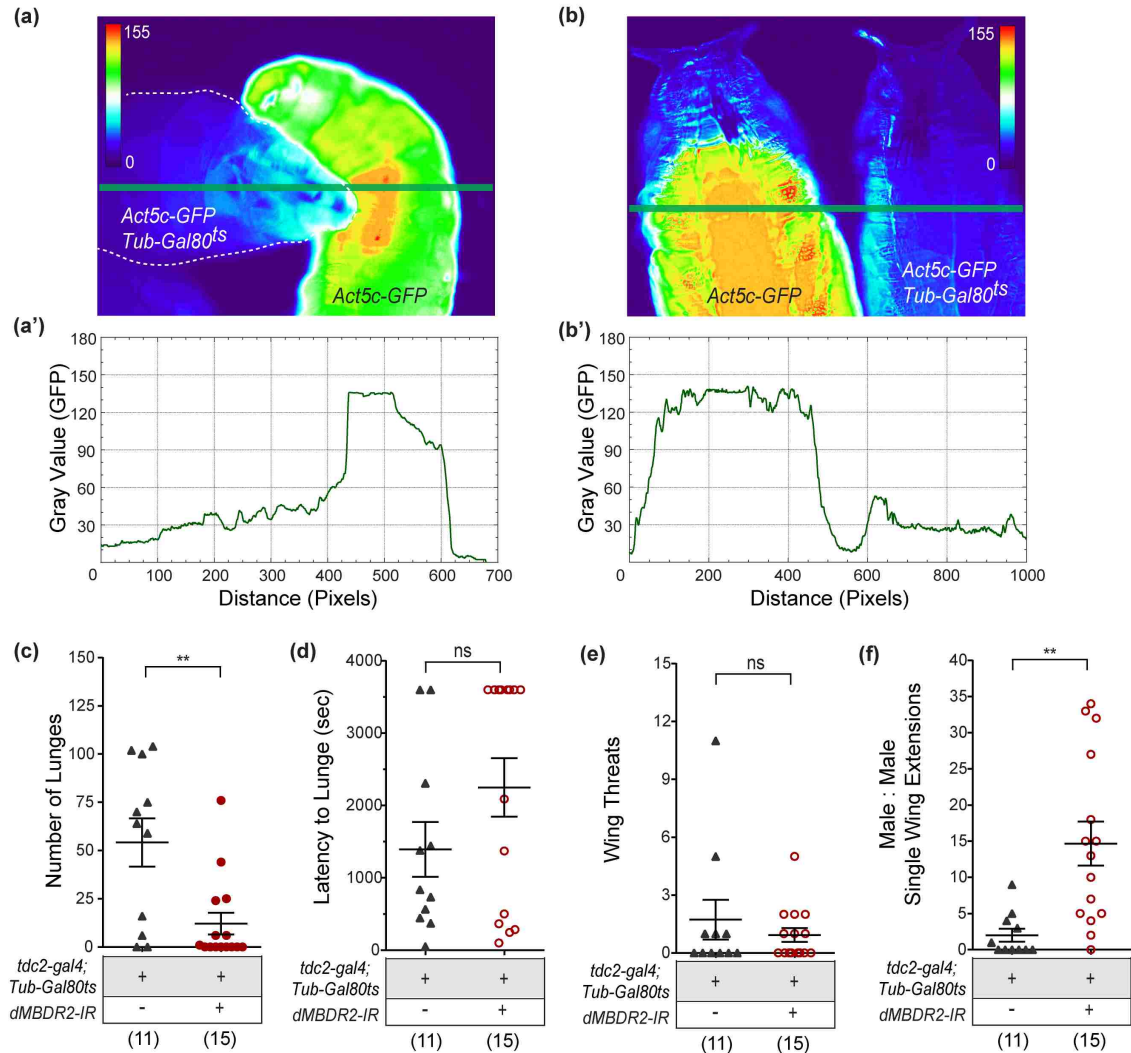 (a)
155
0
Act5c-GFP
Tub-Gal80ts
Act5c-GFP
(b)
155
0
Act5c-GFP
Act5c-GFP
Tub-Gal80ts
(a')
180
150
120
90
60
30
Gray Value (GFP)
0 100 200 300 400 500 600 700
Distance (Pixels)
(b')
180
150
120
90
60
30
Gray Value (GFP)
0 200 400 600 800 1000
Distance (Pixels)
(c)
150
125
100
75
50
25
0
Number of Lunges
**
tdc2-gal4;
Tub-Gal80ts
+ +
dMBDR2-IR - +
(11) (15)
(d)
4000
3000
2000
1000
0
Latency to Lunge (sec)
ns
tdc2-gal4;
Tub-Gal80ts
+ +
dMBDR2-IR - +
(11) (15)
(e)
15
12
9
6
3
0
Wing Threats
ns
tdc2-gal4;
Tub-Gal80ts
+ +
dMBDR2-IR - +
(11) (15)
(f)
40
35
30
25
20
15
10
5
0
Male : Male
Single Wing Extensions
**
tdc2-gal4;
Tub-Gal80ts
+ +
dMBDR2-IR - +
(11) (15)